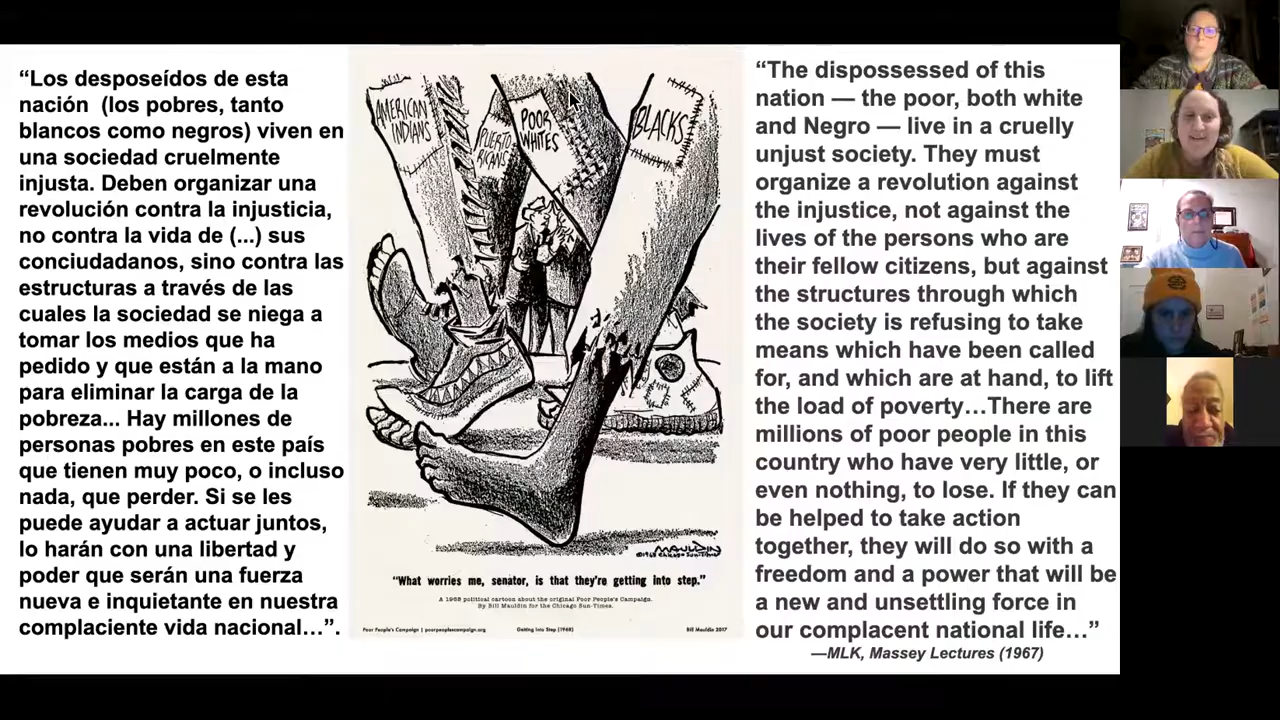 “Los desposeídos de esta
nación (los pobres, tanto
blancos como negros) viven en
una sociedad cruelmente
injusta. Deben organizar una
revolución contra la injusticia,
no contra la vida de (...) sus
conciudadanos, sino contra las
estructuras a través de las
cuales la sociedad se niega a
tomar los medios que ha
pedido y que están a la mano
para eliminar la carga de la
pobreza... Hay millones de
personas pobres en este país
que tienen muy poco, o incluso
nada, que perder. Si se les
puede ayudar a actuar juntos,
lo harán con una libertad y
poder que serán una fuerza
nueva e inquietante en nuestra
complaciente vida nacional…”.
AMERICAN
INDIANS
PUERTO
RICANS
POOR
WHITES
BLACKS
MAULDIN
©1968 Chicago Sun-Times
"What worries me, senator, is that they're getting into step."
A 1968 political cartoon about the original Poor People's Campaign.
By Bill Mauldin for the Chicago Sun-Times.
Poor People's Campaign | poorpeoplescampaign.org
Getting Into Step (1968)
Bill Mauldin 2017
“The dispossessed of this
nation — the poor, both white
and Negro — live in a cruelly
unjust society. They must
organize a revolution against
the injustice, not against the
lives of the persons who are
their fellow citizens, but against
the structures through which
the society is refusing to take
means which have been called
for, and which are at hand, to lift
the load of poverty…There are
millions of poor people in this
country who have very little, or
even nothing, to lose. If they can
be helped to take action
together, they will do so with a
freedom and a power that will be
a new and unsettling force in
our complacent national life…”
—MLK, Massey Lectures (1967)